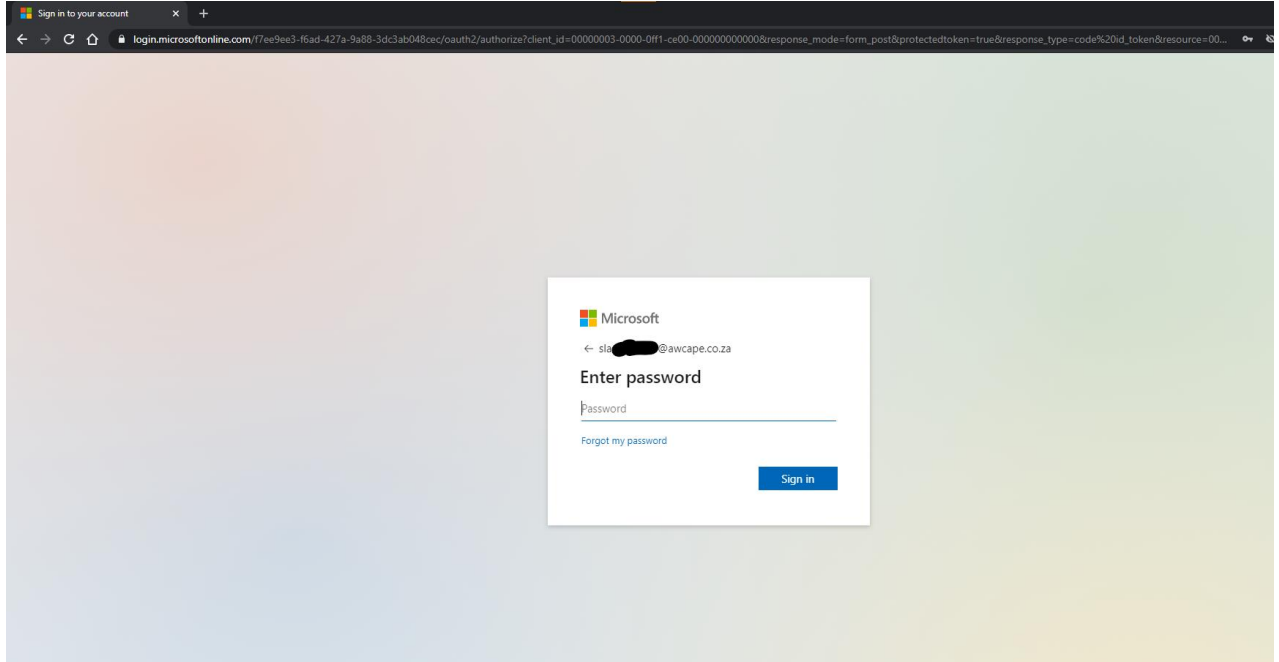 Sign in to your account
login.microsoftonline.com/f7ee9ee3-f6ad-427a-9a88-3dc3ab048cec/oauth2/authorize?client_id=00000003-0000-0ff1-ce00-000000000000&response_mode=form_post&protectedtoken=true&response_type=code%20id_token&resource=00...
Microsoft
sla @awcape.co.za
Enter password
Password
Forgot my password
Sign in